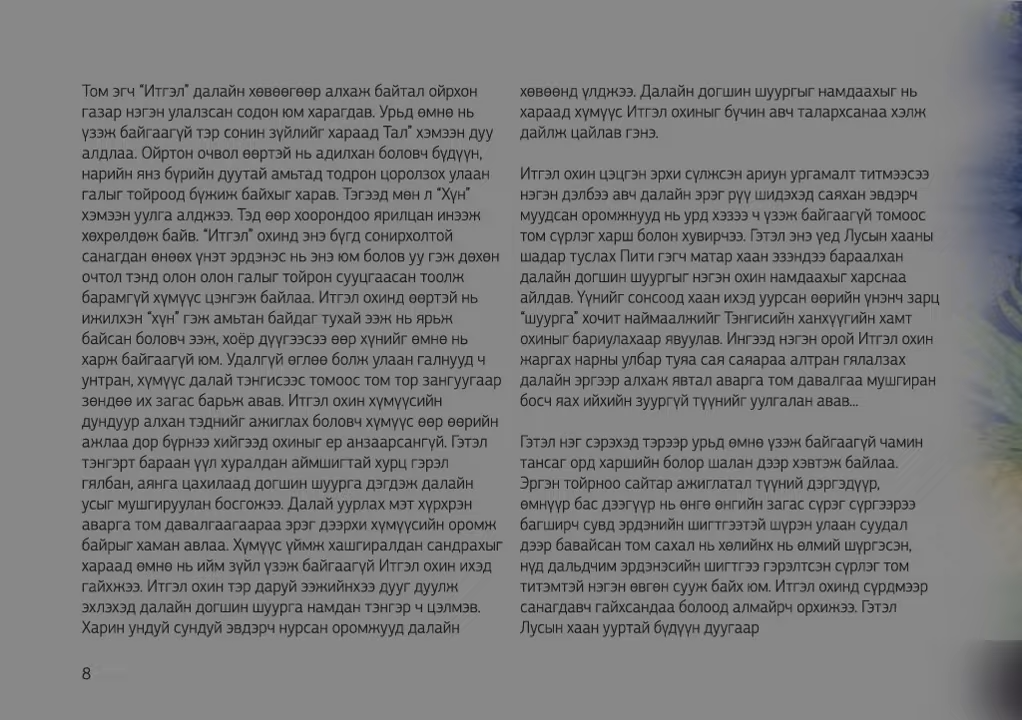 Том эгч “Итгэл” далайн хөвөөгөөр алхаж байтал ойрхон
газар нэгэн улалзсан содон юм харагдав. Урьд өмнө нь
үзэж байгаагүй тэр сонин зүйлийг хараад Тал” хэмээн дуу
алдлаа. Ойртон очвол өөртэй нь адилхан боловч бүдүүн,
нарийн янз бүрийн дуутай амьтад тодрон цоролзох улаан
галыг тойроод бүжиж байхыг харав. Тэгээд мөн л “Хүн”
хэмээн уулга алджээ. Тэд өөр хоорондоо ярилцан инээж
хөхрөлдөж байв. “Итгэл” охинд энэ бүгд сонирхолтой
санагдан өнөөх үнэт эрдэнэс нь энэ юм болов уу гэж дөхөн
очтол тэнд олон олон галыг тойрон сууцгаасан тоолж
барамгүй хүмүүс цэнгэж байлаа. Итгэл охинд өөртэй нь
ижилхэн “хүн” гэж амьтан байдаг тухай ээж нь ярьж
байсан боловч ээж, хоёр дүүгээсээ өөр хүнийг өмнө нь
харж байгаагүй юм. Удалгүй өглөө болж улаан галнууд ч
унтран, хүмүүс далай тэнгисээс томоос том тор зангуугаар
зөндөө их загас барьж авав. Итгэл охин хүмүүсийн
дундуур алхан тэднийг ажиглах боловч хүмүүс өөр өөрийн
ажлаа дор бүрнээ хийгээд охиныг ер анзаарсангүй. Гэтэл
тэнгэрт бараан үүл хуралдан аймшигтай хурц гэрэл
гялбан, аянга цахилаад догшин шуурга дэгдэж далайн
усыг мушгируулан босгожээ. Далай уурлах мэт хүрхрэн
аварга том давалгаагаараа эрэг дээрхи хүмүүсийн оромж
байрыг хаман авлаа. Хүмүүс үймж хашгиралдан сандрахыг
хараад өмнө нь ийм зүйл үзэж байгаагүй Итгэл охин ихэд
гайхжээ. Итгэл охин тэр даруй ээжийнхээ дууг дуулж
эхлэхэд далайн догшин шуурга намдан тэнгэр ч цэлмэв.
Харин ундуй сундуй эвдэрч нурсан оромжууд далайн
хөвөөнд үлджээ. Далайн догшин шуургыг намдаахыг нь
хараад хүмүүс Итгэл охиныг бүчин авч талархсанаа хэлж
дайлж цайлав гэнэ.
Итгэл охин цэцгэн эрхи сүлжсэн ариун ургамалт титмээсээ
нэгэн дэлбээ авч далайн эрэг рүү шидэхэд саяхан эвдэрч
муудсан оромжнууд нь урд хэзээ ч үзэж байгаагүй томоос
том сүрлэг харш болон хувирчээ. Гэтэл энэ үед Лусын хааны
шадар туслах Пити гэгч матар хаан эзэндээ бараалхан
далайн догшин шуургыг нэгэн охин намдаахыг харснаа
айлдав. Үүнийг сонсоод хаан ихэд уурсан өөрийн үнэнч зарц
“шуурга” хочит наймаалжийг Тэнгисийн ханхүүгийн хамт
охиныг бариулахаар явуулав. Ингээд нэгэн орой Итгэл охин
жаргах нарны улбар туяа сая саяараа алтран гялалзах
далайн эргээр алхаж явтал аварга том давалгаа мушгиран
босч яах ийхийн зуургүй түүнийг уулгалан авав...
Гэтэл нэг сэрэхэд тэрээр урьд өмнө үзэж байгаагүй чамин
тансаг орд харшийн болор шалан дээр хэвтэж байлаа.
Эргэн тойрноо сайтар ажиглатал түүний дэргэдүүр,
өмнүүр бас дээгүүр нь өнгө өнгийн загас сүрэг сүргээрээ
багширч сувд эрдэнийн шигтгээтэй шүрэн улаан суудал
дээр бавайсан том сахал нь хөлийнх нь өлмий шүргэсэн,
нүд дальдчим эрдэнэсийн шигтгээ гэрэлтсэн сүрлэг том
титэмтэй нэгэн өвгөн сууж байх юм. Итгэл охинд сүрдмээр
санагдавч гайхсандаа болоод алмайрч орхижээ. Гэтэл
Лусын хаан ууртай бүдүүн дуугаар
8